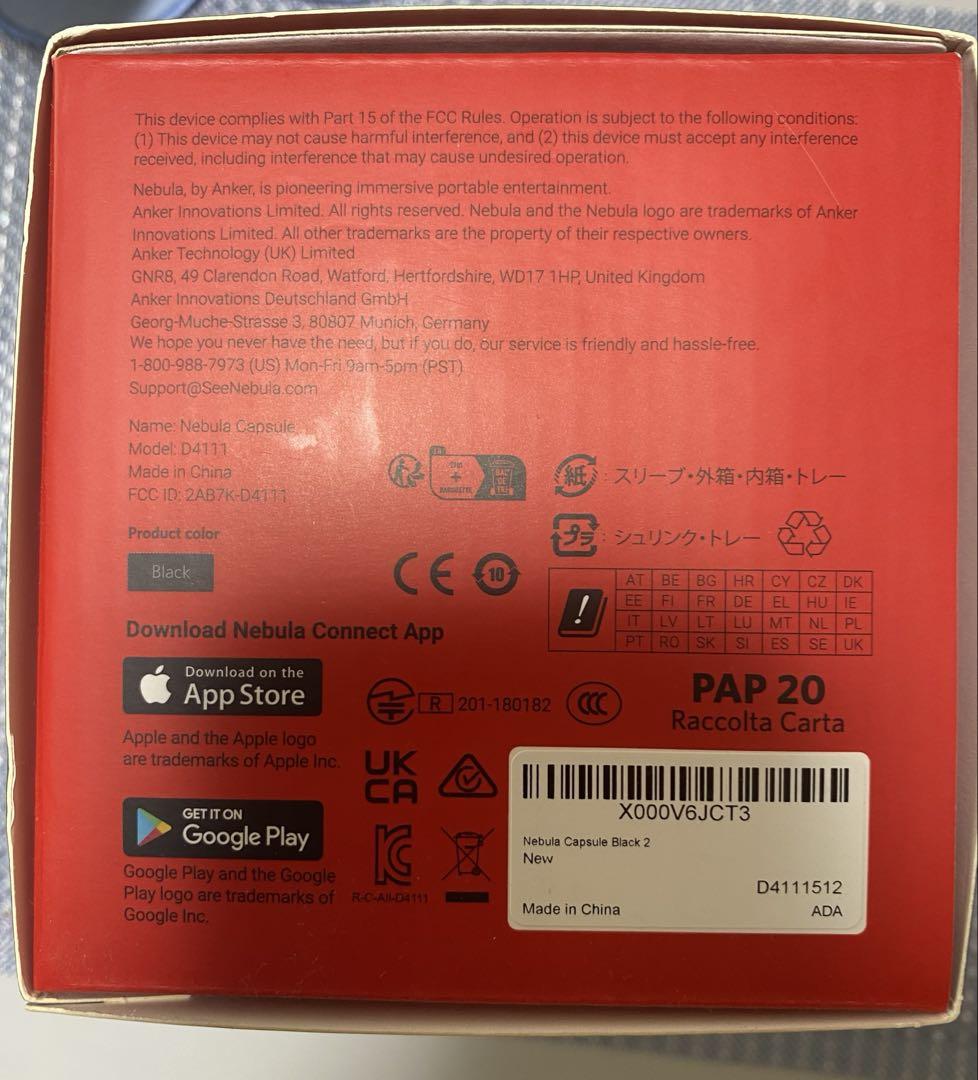 This device complies with Part 15 of the FCC Rules. Operation is subject to the following conditions:
(1) This device may not cause harmful interference, and (2) this device must accept any interference
received, including interference that may cause undesired operation.
Nebula, by Anker, is pioneering immersive portable entertainment.
Anker Innovations Limited. All rights reserved. Nebula and the Nebula logo are trademarks of Anker
Innovations Limited. All other trademarks are the property of their respective owners.
Anker Technology (UK) Limited
GNR8, 49 Clarendon Road, Watford, Hertfordshire, WD17 1HP, United Kingdom
Anker Innovations Deutschland GmbH
Georg-Muche-Strasse 3, 80807 Munich, Germany
We hope you never have the need, but if you do, our service is friendly and hassle-free.
1-800-988-7973 (US) Mon-Fri 9am-5pm (PST)
Support@SeeNebula.com
Name: Nebula Capsule
Model: D4111
Made in China
FCC ID: 2AB7K-D4111
FR
+
BARQUETTE
BAC
DE
TRI
紙: スリーブ・外箱・内箱・トレー
プラ: シュリンク・トレー
Product color
Black
CE
10
!
AT BE BG HR CY CZ DK
EE FI FR DE EL HU IE
IT LV LT LU MT NL PL
PT RO SK SI ES SE UK
Download Nebula Connect App
Download on the
App Store
Apple and the Apple logo
are trademarks of Apple Inc.
R 201-180182
CCC
PAP 20
Raccolta Carta
UK
CA
GET IT ON
Google Play
Google Play and the Google
Play logo are trademarks of
Google Inc.
R-C-AII-D4111
X000V6JCT3
Nebula Capsule Black 2
New
D4111512
Made in China
ADA